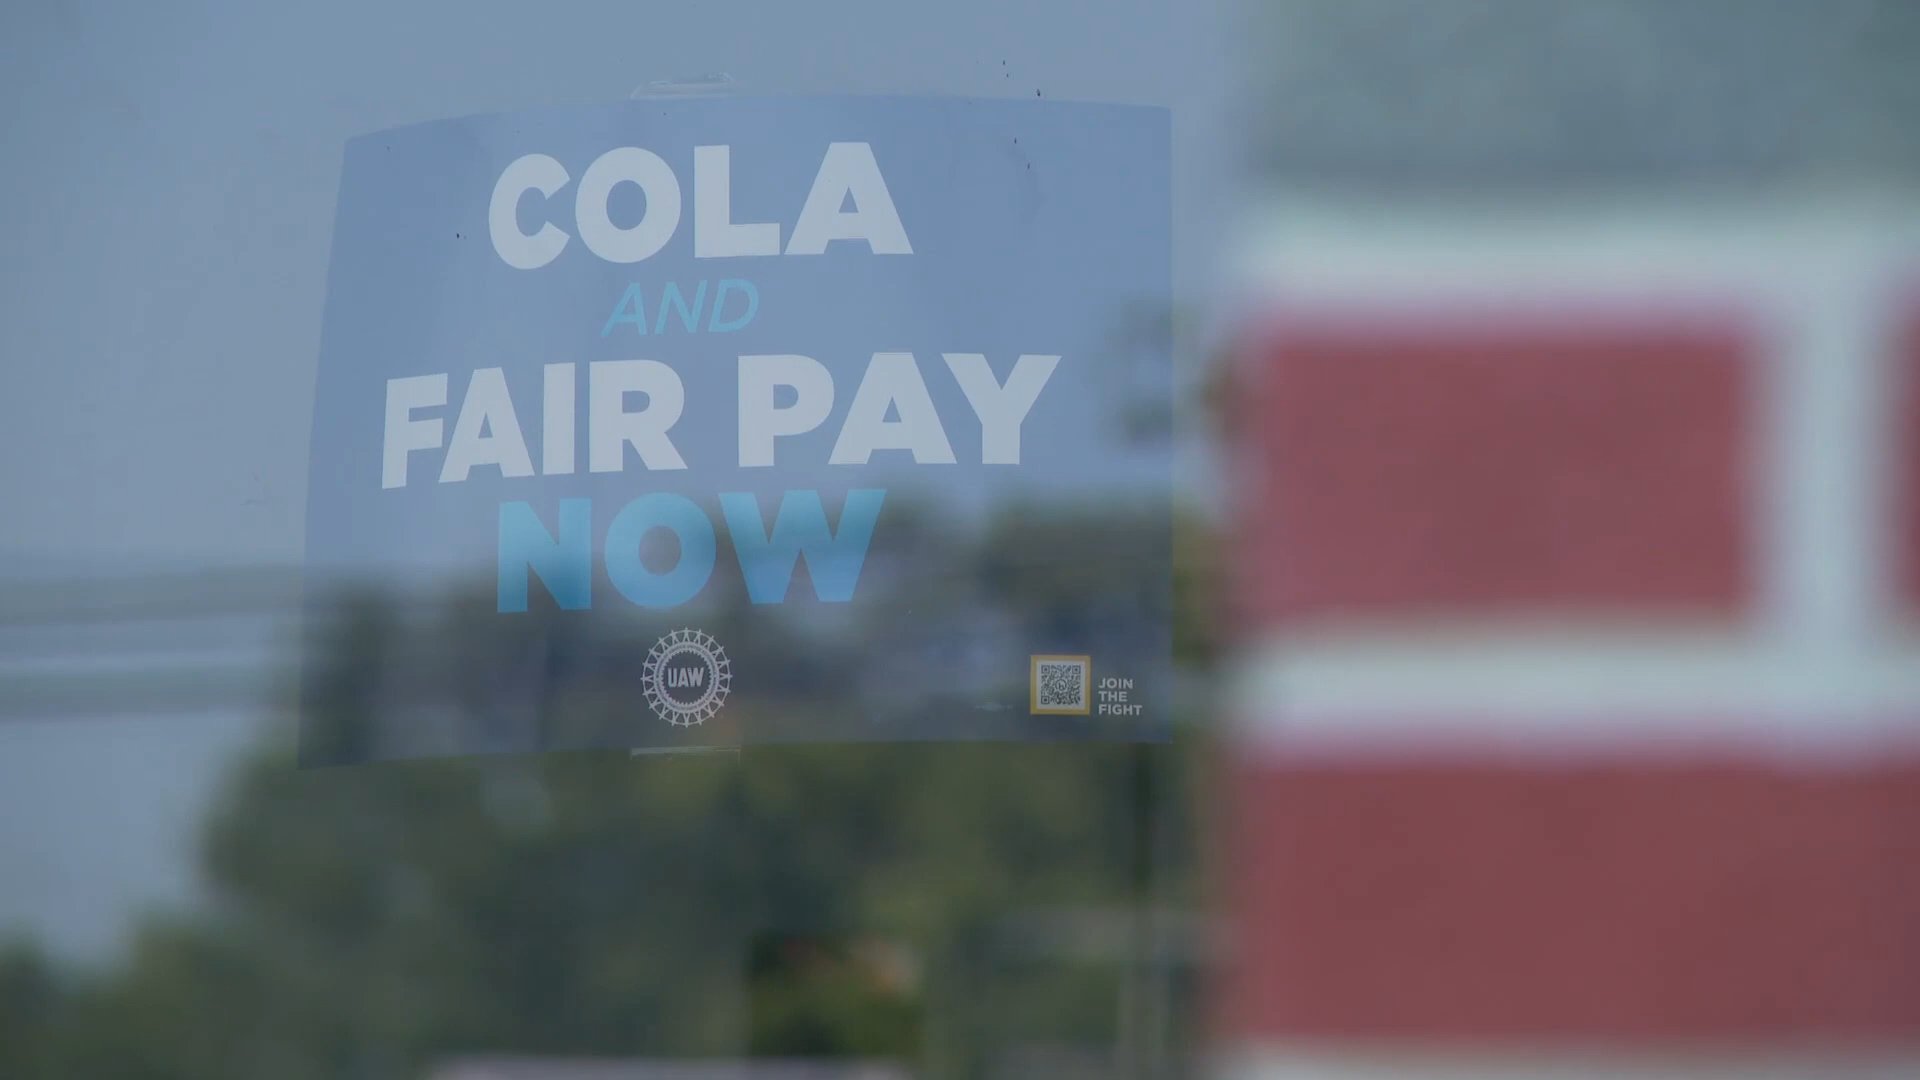 COLA
AND
FAIR PAY
NOW
UAW
JOIN
THE
FIGHT